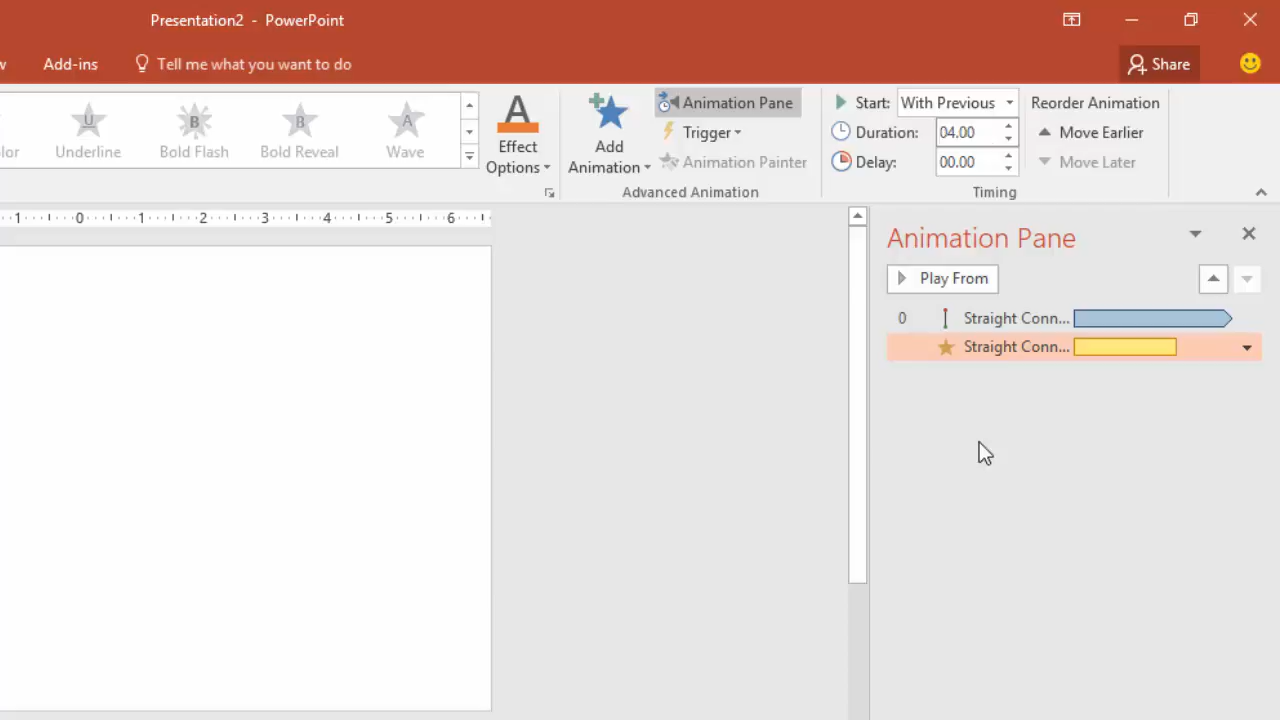 Presentation2 - PowerPoint
w Add-ins Tell me what you want to do Share
Animation Pane Start: With Previous Reorder Animation
Trigger Duration: 04.00 Move Earlier
lor Underline Bold Flash Bold Reveal Wave Effect Options Add Animation Animation Painter Delay: 00.00 Move Later
Advanced Animation Timing
1 0 1 2 3 4 5 6
Animation Pane
Play From
0 Straight Conn...
Straight Conn...